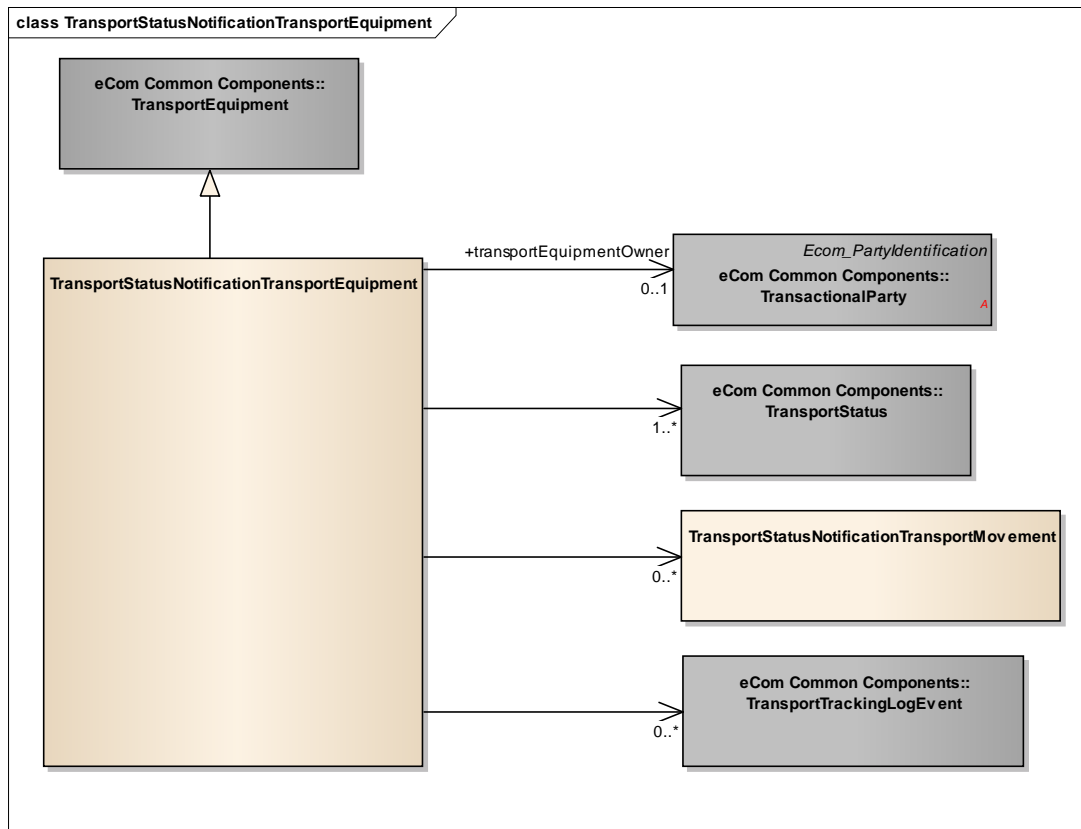 class TransportStatusNotificationTransportEquipment
eCom Common Components::
TransportEquipment
TransportStatusNotificationTransportEquipment
+transportEquipmentOwner
0..1
Ecom_PartyIdentification
eCom Common Components::
TransactionalParty
A
1..*
eCom Common Components::
TransportStatus
0..*
TransportStatusNotificationTransportMovement
0..*
eCom Common Components::
TransportTrackingLogEvent